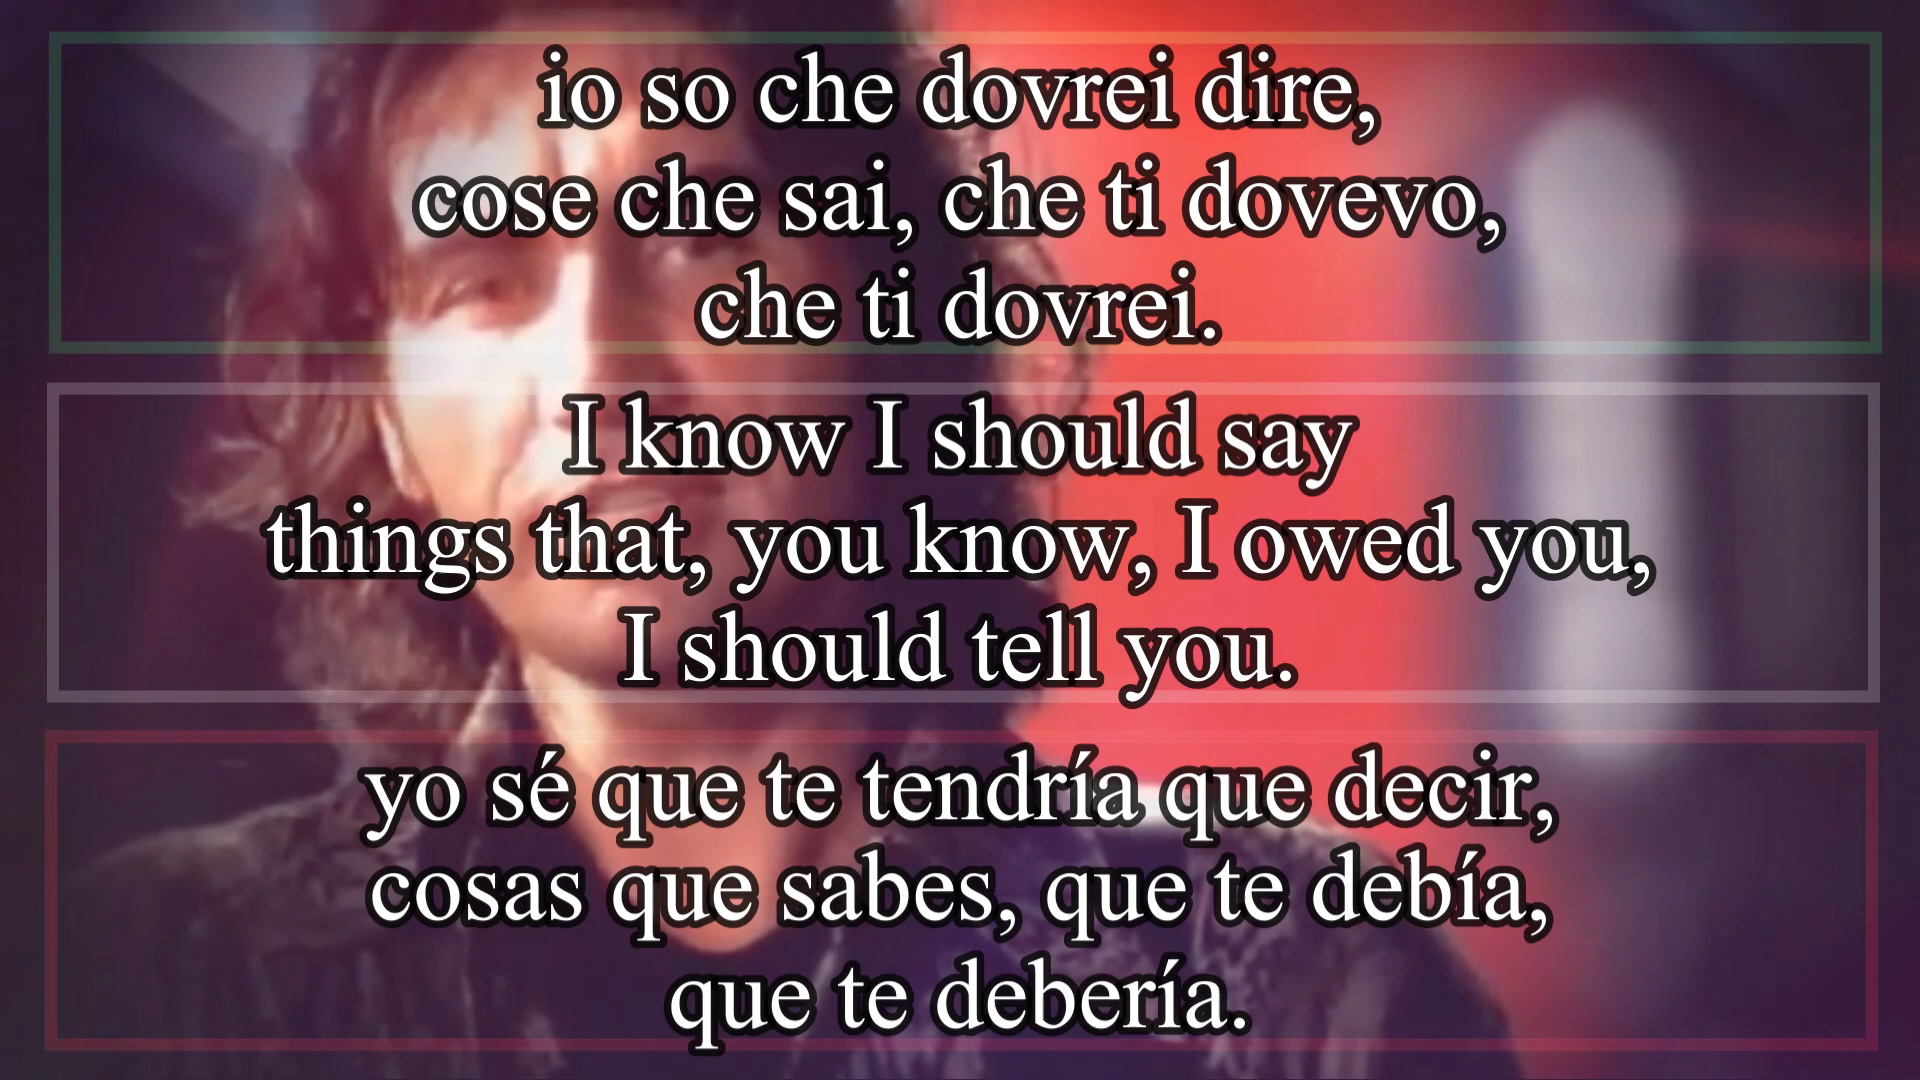 io so che dovrei dire,
cose che sai, che ti dovevo,
che ti dovrei.
I know I should say
things that, you know, I owed you,
I should tell you.
yo sé que te tendría que decir,
cosas que sabes, que te debía,
que te debería.